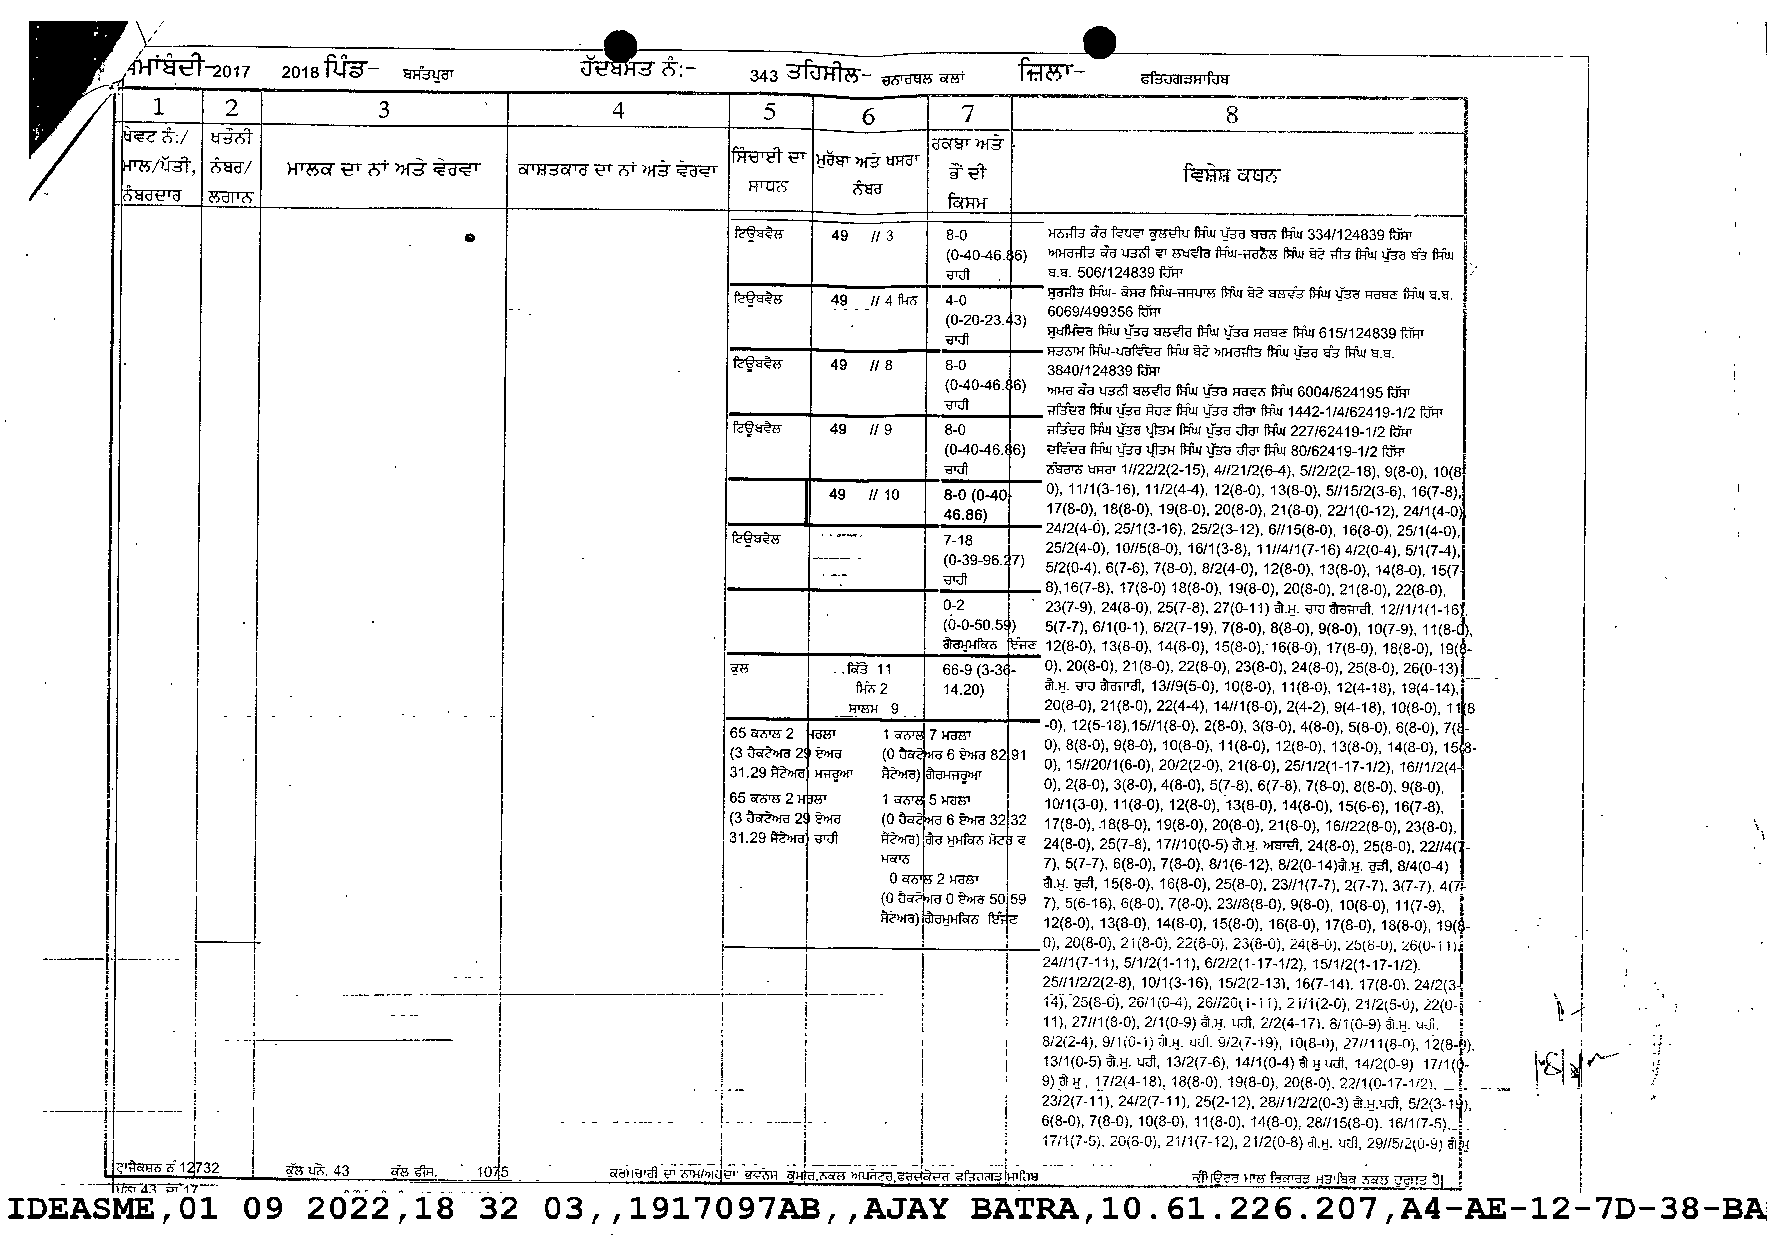 ਜਮਾਂਬੰਦੀ-2017 2018 ਪਿੰਡ- ਬਸੰਤਪੁਰਾ ਹੱਦਬਸਤ ਨੰ:- 343 ਤਹਿਸੀਲ- ਚਨਾਰਥਲ ਕਲਾਂ ਜ਼ਿਲਾ- ਫਤਿਹਗੜਸਾਹਿਬ
1 2 3 4 5 6 7 8
ਖੇਵਟ ਨੰ:/
ਮਾਲ/ਪੱਤੀ,
ਨੰਬਰਦਾਰ
ਖਤੌਨੀ
ਨੰਬਰ/
ਲਗਾਨ
ਮਾਲਕ ਦਾ ਨਾਂ ਅਤੇ ਵੇਰਵਾ
ਕਾਸ਼ਤਕਾਰ ਦਾ ਨਾਂ ਅਤੇ ਵੇਰਵਾ
ਸਿੰਚਾਈ ਦਾ
ਸਾਧਨ
ਮੁਰੱਬਾ ਅਤੇ ਖਸਰਾ
ਨੰਬਰ
ਰਕਬਾ ਅਤੇ
ਭੌਂ ਦੀ
ਕਿਸਮ
ਵਿਸ਼ੇਸ਼ ਕਥਨ
ਟਿਊਬਵੈਲ 49 // 3 8-0
(0-40-46.86)
ਚਾਹੀ
ਟਿਊਬਵੈਲ 49 // 4 ਮਿਨ 4-0
(0-20-23.43)
ਚਾਹੀ
ਟਿਊਬਵੈਲ 49 // 8 8-0
(0-40-46.86)
ਚਾਹੀ
ਟਿਊਬਵੈਲ 49 // 9 8-0
(0-40-46.86)
ਚਾਹੀ
49 // 10 8-0 (0-40-
46.86)
ਟਿਊਬਵੈਲ 7-18
(0-39-96.27)
ਚਾਹੀ
0-2
(0-0-50.59)
ਗੈਰਮੁਮਕਿਨ ਇੰਜਣ
ਕੁਲ ਕਿੱਤੇ 11 66-9 (3-36-
ਮਿੰਨ 2 14.20)
ਸਾਲਮ 9
65 ਕਨਾਲ 2 ਮਰਲਾ 1 ਕਨਾਲ 7 ਮਰਲਾ
(3 ਹੈਕਟੇਅਰ 29 ਏਅਰ (0 ਹੈਕਟੇਅਰ 6 ਏਅਰ 82.91
31.29 ਸੈਂਟੇਅਰ) ਮਜਰੂਆ ਸੈਂਟੇਅਰ) ਗੈਰਮਜਰੂਆ
65 ਕਨਾਲ 2 ਮਰਲਾ 1 ਕਨਾਲ 5 ਮਰਲਾ
(3 ਹੈਕਟੇਅਰ 29 ਏਅਰ (0 ਹੈਕਟੇਅਰ 6 ਏਅਰ 32.32
31.29 ਸੈਂਟੇਅਰ) ਚਾਹੀ ਸੈਂਟੇਅਰ) ਗੈਰ ਮੁਮਕਿਨ ਮੋਟਰ ਵ
ਮਕਾਨ
0 ਕਨਾਲ 2 ਮਰਲਾ
(0 ਹੈਕਟੇਅਰ 0 ਏਅਰ 50.59
ਸੈਂਟੇਅਰ) ਗੈਰਮੁਮਕਿਨ ਇੰਜਣ
ਮਨਜੀਤ ਕੌਰ ਵਿਧਵਾ ਕੁਲਦੀਪ ਸਿੰਘ ਪੁੱਤਰ ਬਚਨ ਸਿੰਘ 334/124839 ਹਿੱਸਾ
ਅਮਰਜੀਤ ਕੌਰ ਪਤਨੀ ਵਾ ਲਖਵੀਰ ਸਿੰਘ-ਜਰਨੈਲ ਸਿੰਘ ਬੇਟੇ ਜੀਤ ਸਿੰਘ ਪੁੱਤਰ ਬੰਤ ਸਿੰਘ
ਬ.ਬ. 506/124839 ਹਿੱਸਾ
ਸੁਰਜੀਤ ਸਿੰਘ- ਕੇਸਰ ਸਿੰਘ-ਜਸਪਾਲ ਸਿੰਘ ਬੇਟੇ ਬਲਵੰਤ ਸਿੰਘ ਪੁੱਤਰ ਸਰਬਣ ਸਿੰਘ ਬ.ਬ.
6069/499356 ਹਿੱਸਾ
ਸੁਖਮਿੰਦਰ ਸਿੰਘ ਪੁੱਤਰ ਬਲਵੀਰ ਸਿੰਘ ਪੁੱਤਰ ਸਰਬਣ ਸਿੰਘ 615/124839 ਹਿੱਸਾ
ਸਤਨਾਮ ਸਿੰਘ-ਪਰਵਿੰਦਰ ਸਿੰਘ ਬੇਟੇ ਅਮਰਜੀਤ ਸਿੰਘ ਪੁੱਤਰ ਬੰਤ ਸਿੰਘ ਬ.ਬ.
3840/124839 ਹਿੱਸਾ
ਅਮਰ ਕੌਰ ਪਤਨੀ ਬਲਵੀਰ ਸਿੰਘ ਪੁੱਤਰ ਸਰਵਨ ਸਿੰਘ 6004/624195 ਹਿੱਸਾ
ਜਤਿੰਦਰ ਸਿੰਘ ਪੁੱਤਰ ਸੋਹਣ ਸਿੰਘ ਪੁੱਤਰ ਹੀਰਾ ਸਿੰਘ 1442-1/4/62419-1/2 ਹਿੱਸਾ
ਜਤਿੰਦਰ ਸਿੰਘ ਪੁੱਤਰ ਪ੍ਰੀਤਮ ਸਿੰਘ ਪੁੱਤਰ ਹੀਰਾ ਸਿੰਘ 227/62419-1/2 ਹਿੱਸਾ
ਦਵਿੰਦਰ ਸਿੰਘ ਪੁੱਤਰ ਪ੍ਰੀਤਮ ਸਿੰਘ ਪੁੱਤਰ ਹੀਰਾ ਸਿੰਘ 80/62419-1/2 ਹਿੱਸਾ
ਨੰਬਰਾਨ ਖਸਰਾ 1//22/2(2-15), 4//21/2(6-4), 5//2/2(2-18), 9(8-0), 10(8-
0), 11/1(3-16), 11/2(4-4), 12(8-0), 13(8-0), 5//15/2(3-6), 16(7-8),
17(8-0), 18(8-0), 19(8-0), 20(8-0), 21(8-0), 22/1(0-12), 24/1(4-0)
24/2(4-0), 25/1(3-16), 25/2(3-12), 6//15(8-0), 16(8-0), 25/1(4-0),
25/2(4-0), 10//5(8-0), 16/1(3-8), 11//4/1(7-16) 4/2(0-4), 5/1(7-4),
5/2(0-4), 6(7-6), 7(8-0), 8/2(4-0), 12(8-0), 13(8-0), 14(8-0), 15(7-
8),16(7-8), 17(8-0) 18(8-0), 19(8-0), 20(8-0), 21(8-0), 22(8-0),
23(7-9), 24(8-0), 25(7-8), 27(0-11) ਗੈ.ਮੁ. ਚਾਹ ਗੈਰਜਾਰੀ, 12//1/1(1-16),
5(7-7), 6/1(0-1), 6/2(7-19), 7(8-0), 8(8-0), 9(8-0), 10(7-9), 11(8-0),
12(8-0), 13(8-0), 14(8-0), 15(8-0), 16(8-0), 17(8-0), 18(8-0), 19(8-
0), 20(8-0), 21(8-0), 22(8-0), 23(8-0), 24(8-0), 25(8-0), 26(0-13)
ਗੈ.ਮੁ. ਚਾਹ ਗੈਰਜਾਰੀ, 13//9(5-0), 10(8-0), 11(8-0), 12(4-18), 19(4-14),
20(8-0), 21(8-0), 22(4-4), 14//1(8-0), 2(4-2), 9(4-18), 10(8-0), 11(8
-0), 12(5-18),15//1(8-0), 2(8-0), 3(8-0), 4(8-0), 5(8-0), 6(8-0), 7(8-
0), 8(8-0), 9(8-0), 10(8-0), 11(8-0), 12(8-0), 13(8-0), 14(8-0), 15(8-
0), 15//20/1(6-0), 20/2(2-0), 21(8-0), 25/1/2(1-17-1/2), 16//1/2(4-
0), 2(8-0), 3(8-0), 4(8-0), 5(7-8), 6(7-8), 7(8-0), 8(8-0), 9(8-0),
10/1(3-0), 11(8-0), 12(8-0), 13(8-0), 14(8-0), 15(6-6), 16(7-8),
17(8-0), 18(8-0), 19(8-0), 20(8-0), 21(8-0), 16//22(8-0), 23(8-0),
24(8-0), 25(7-8), 17//10(0-5) ਗੈ.ਮੁ. ਅਬਾਦੀ, 24(8-0), 25(8-0), 22//4(7-
7), 5(7-7), 6(8-0), 7(8-0), 8/1(6-12), 8/2(0-14)ਗੈ.ਮੁ. ਰੂੜੀ, 8/4(0-4)
ਗੈ.ਮੁ. ਰੂੜੀ, 15(8-0), 16(8-0), 25(8-0), 23//1(7-7), 2(7-7), 3(7-7), 4(7-
7), 5(6-16), 6(8-0), 7(8-0), 23//8(8-0), 9(8-0), 10(8-0), 11(7-9),
12(8-0), 13(8-0), 14(8-0), 15(8-0), 16(8-0), 17(8-0), 18(8-0), 19(8-
0), 20(8-0), 21(8-0), 22(8-0), 23(8-0), 24(8-0), 25(8-0), 26(0-11),
24//1(7-11), 5/1/2(1-11), 6/2/2(1-17-1/2), 15/1/2(1-17-1/2),
25//1/2/2(2-8), 10/1(3-16), 15/2(2-13), 16(7-14), 17(8-0), 24/2(3-
14), 25(8-0), 26/1(0-4), 26//20(1-11), 21/1(2-0), 21/2(5-0), 22(0-
11), 27//1(8-0), 2/1(0-9) ਗੈ.ਮੁ. ਪਹੀ, 2/2(4-17), 8/1(0-9) ਗੈ.ਮੁ. ਪਹੀ,
8/2(2-4), 9/1(0-1) ਗੈ.ਮੁ. ਪਹੀ, 9/2(7-19), 10(8-0), 27//11(8-0), 12(8-0),
13/1(0-5) ਗੈ.ਮੁ. ਪਹੀ, 13/2(7-6), 14/1(0-4) ਗੈ ਮੁ ਪਹੀ, 14/2(0-9) 17/1(0-
9) ਗੈ ਮੁ , 17/2(4-18), 18(8-0), 19(8-0), 20(8-0), 22/1(0-17-1/2),
23/2(7-11), 24/2(7-11), 25(2-12), 28//1/2/2(0-3) ਗੈ.ਮੁ.ਪਹੀ, 5/2(3-19),
6(8-0), 7(8-0), 10(8-0), 11(8-0), 14(8-0), 28//15(8-0), 16/1(7-5),
17/1(7-5), 20(6-0), 21/1(7-12), 21/2(0-8) ਗੈ.ਮੁ. ਪਹੀ, 29//5/2(0-9) ਗੈ.ਮੁ
ਟ੍ਰਾਂਜੈਕਸ਼ਨ ਨੰ 12732 ਕੁੱਲ ਪੰਨੇ. 43 ਕੁੱਲ ਫੀਸ. 1075 ਕਰਮਚਾਰੀ ਦਾ ਨਾਮ/ਅਹੁਦਾ ਭਵਨੇਸ਼ ਕੁਮਾਰ,ਨਕਲ ਅਪਰੇਟਰ,ਫਰਦਕੇਂਦਰ ਫਤਿਹਗੜ੍ਹਸਾਹਿਬ ਕੰਪਿਊਟਰ ਮਾਲ ਰਿਕਾਰਡ ਮੁਤਾਬਿਕ ਨਕਲ ਦਰੁਸਤ ਹੈ|
IDEASME,01 09 2022,18 32 03,,1917097AB,,AJAY BATRA,10.61.226.207,A4-AE-12-7D-38-BA